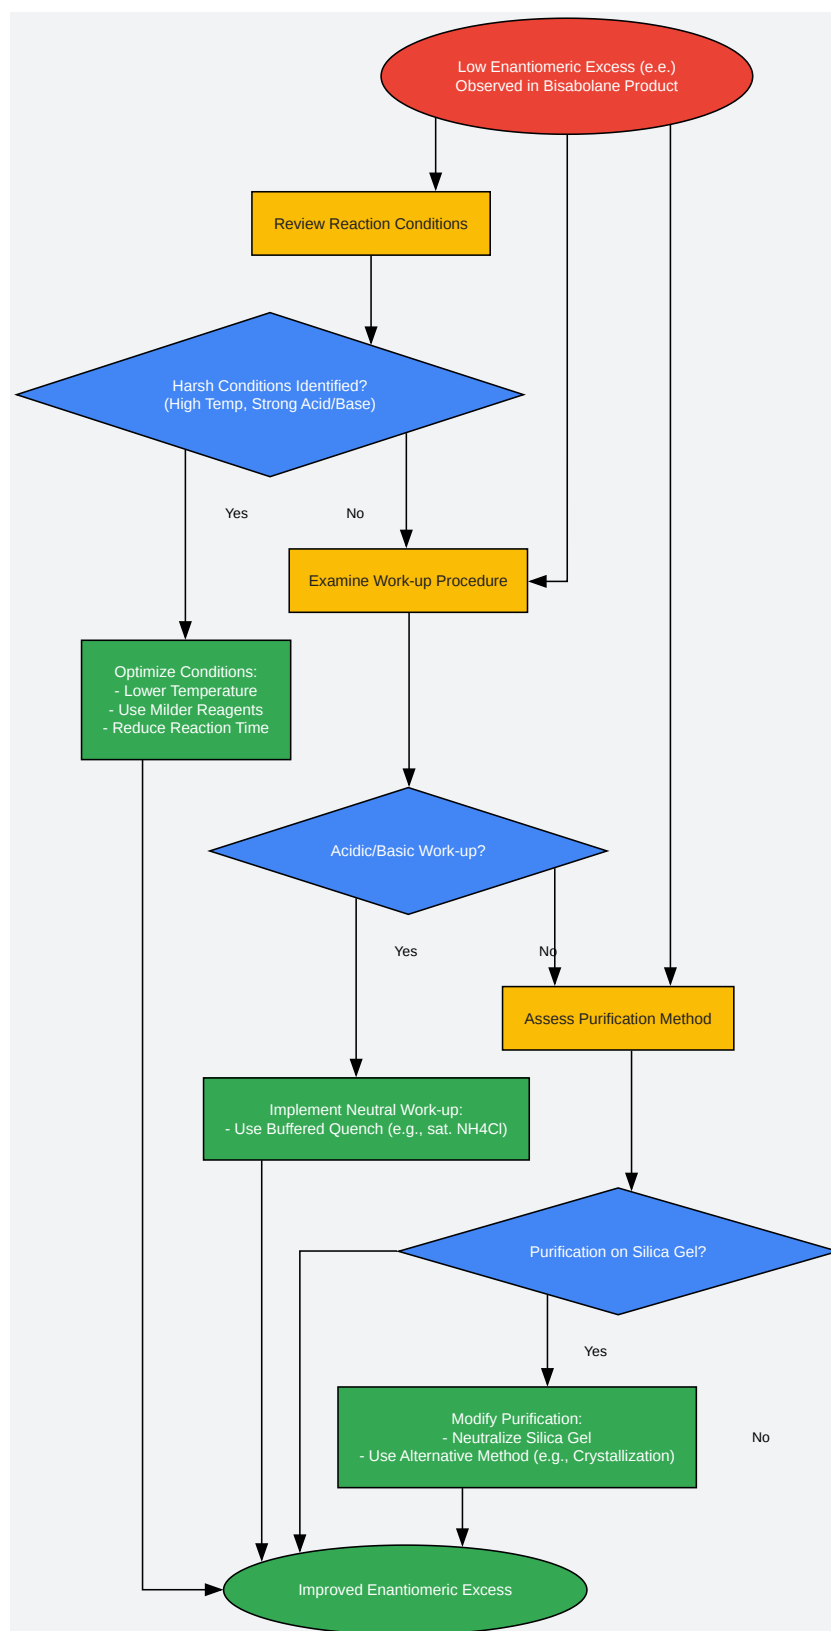 Low Enantiomeric Excess (e.e.)
Observed in Bisabolane Product
Review Reaction Conditions
Harsh Conditions Identified?
(High Temp, Strong Acid/Base)
Yes
No
Examine Work-up Procedure
Optimize Conditions:
- Lower Temperature
- Use Milder Reagents
- Reduce Reaction Time
Acidic/Basic Work-up?
Yes
No
Assess Purification Method
Implement Neutral Work-up:
- Use Buffered Quench (e.g., sat. NH4Cl)
Purification on Silica Gel?
Yes
Modify Purification:
- Neutralize Silica Gel
- Use Alternative Method (e.g., Crystallization)
No
Improved Enantiomeric Excess